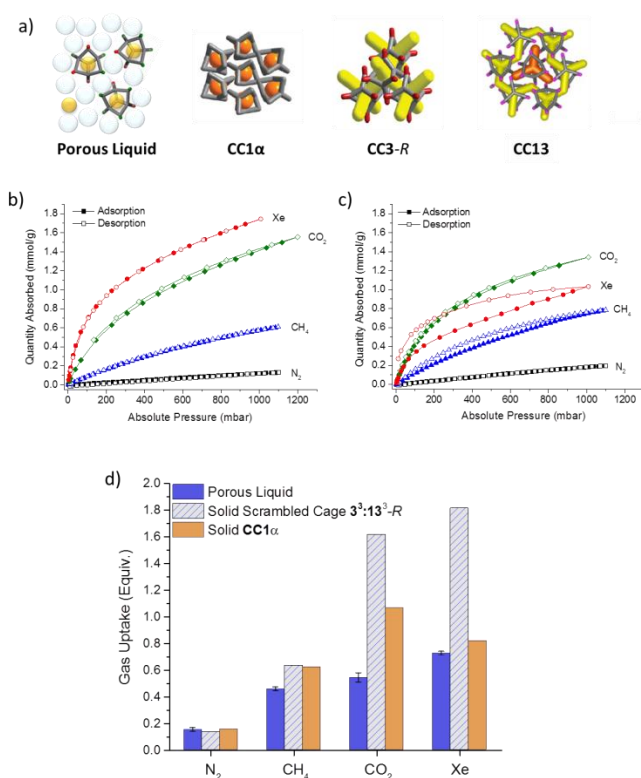 a)
Porous Liquid CC1α CC3-R CC13
b)
Adsorption
Desorption
Xe
CO2
CH4
N2
Quantity Absorbed (mmol/g)
1.8
1.6
1.4
1.2
1.0
0.8
0.6
0.4
0.2
0.0
0 200 400 600 800 1000 1200
Absolute Pressure (mbar)
c)
Adsorption
Desorption
CO2
Xe
CH4
N2
Quantity Absorbed (mmol/g)
1.8
1.6
1.4
1.2
1.0
0.8
0.6
0.4
0.2
0.0
0 200 400 600 800 1000 1200
Absolute Pressure (mbar)
d)
Porous Liquid
Solid Scrambled Cage 3³:13³-R
Solid CC1α
Gas Uptake (Equiv.)
2.0
1.8
1.6
1.4
1.2
1.0
0.8
0.6
0.4
0.2
0.0
N2 CH4 CO2 Xe